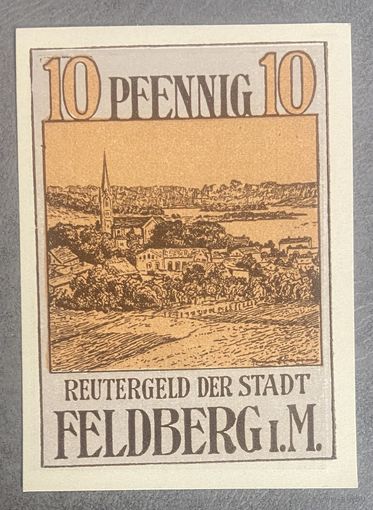 10 PFENNIG 10
REUTERGELD DER STADT
FELDBERG i.M.